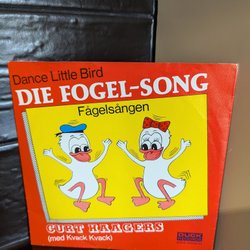 Dance Little Bird
DIE FOGEL-SONG
Fågelsången
CURT HAAGERS
(med Kvack Kvack)